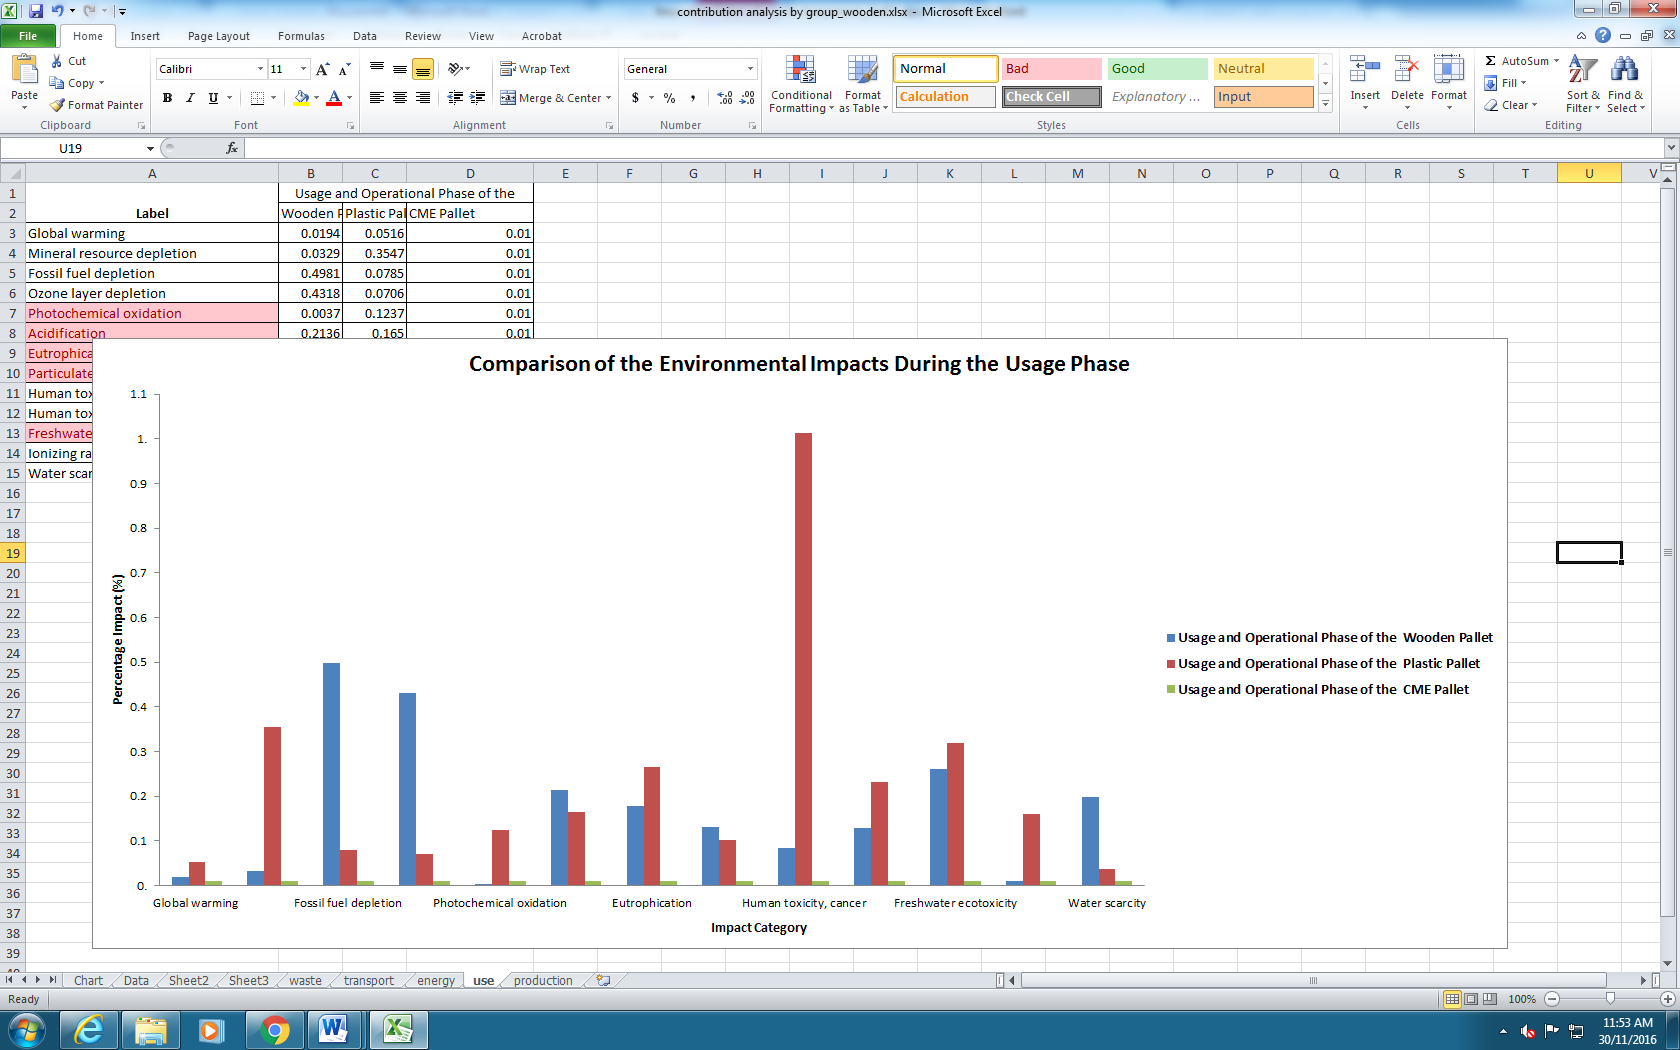 contribution analysis by group_wooden.xlsx - Microsoft Excel
File Home Insert Page Layout Formulas Data Review View Acrobat
Paste
Cut
Copy
Format Painter
Clipboard
Calibri 11
B I U
Font
Wrap Text
Merge & Center
Alignment
General
$ % ,
Number
Conditional Formatting
Format as Table
Normal Bad Good Neutral
Calculation Check Cell Explanatory ... Input
Styles
Insert Delete Format
Cells
AutoSum
Fill
Clear
Sort & Filter
Find & Select
Editing
U19
fx
A B C D E F G H I J K L M N O P Q R S T U V
1 Usage and Operational Phase of the
2 Label Wooden P Plastic Pal CME Pallet
3 Global warming 0.0194 0.0516 0.01
4 Mineral resource depletion 0.0329 0.3547 0.01
5 Fossil fuel depletion 0.4981 0.0785 0.01
6 Ozone layer depletion 0.4318 0.0706 0.01
7 Photochemical oxidation 0.0037 0.1237 0.01
8 Acidification 0.2136 0.165 0.01
9 Eutrophica
10 Particulate
11 Human tox
12 Human tox
13 Freshwate
14 Ionizing ra
15 Water scar
16
17
18
19
20
21
22
23
24
25
26
27
28
29
30
31
32
33
34
35
36
37
38
39
Comparison of the Environmental Impacts During the Usage Phase
Percentage Impact (%)
1.1
1.
0.9
0.8
0.7
0.6
0.5
0.4
0.3
0.2
0.1
0.
Global warming Fossil fuel depletion Photochemical oxidation Eutrophication Human toxicity, cancer Freshwater ecotoxicity Water scarcity
Impact Category
Usage and Operational Phase of the Wooden Pallet
Usage and Operational Phase of the Plastic Pallet
Usage and Operational Phase of the CME Pallet
Chart Data Sheet2 Sheet3 waste transport energy use production
Ready
100%
11:53 AM
30/11/2016